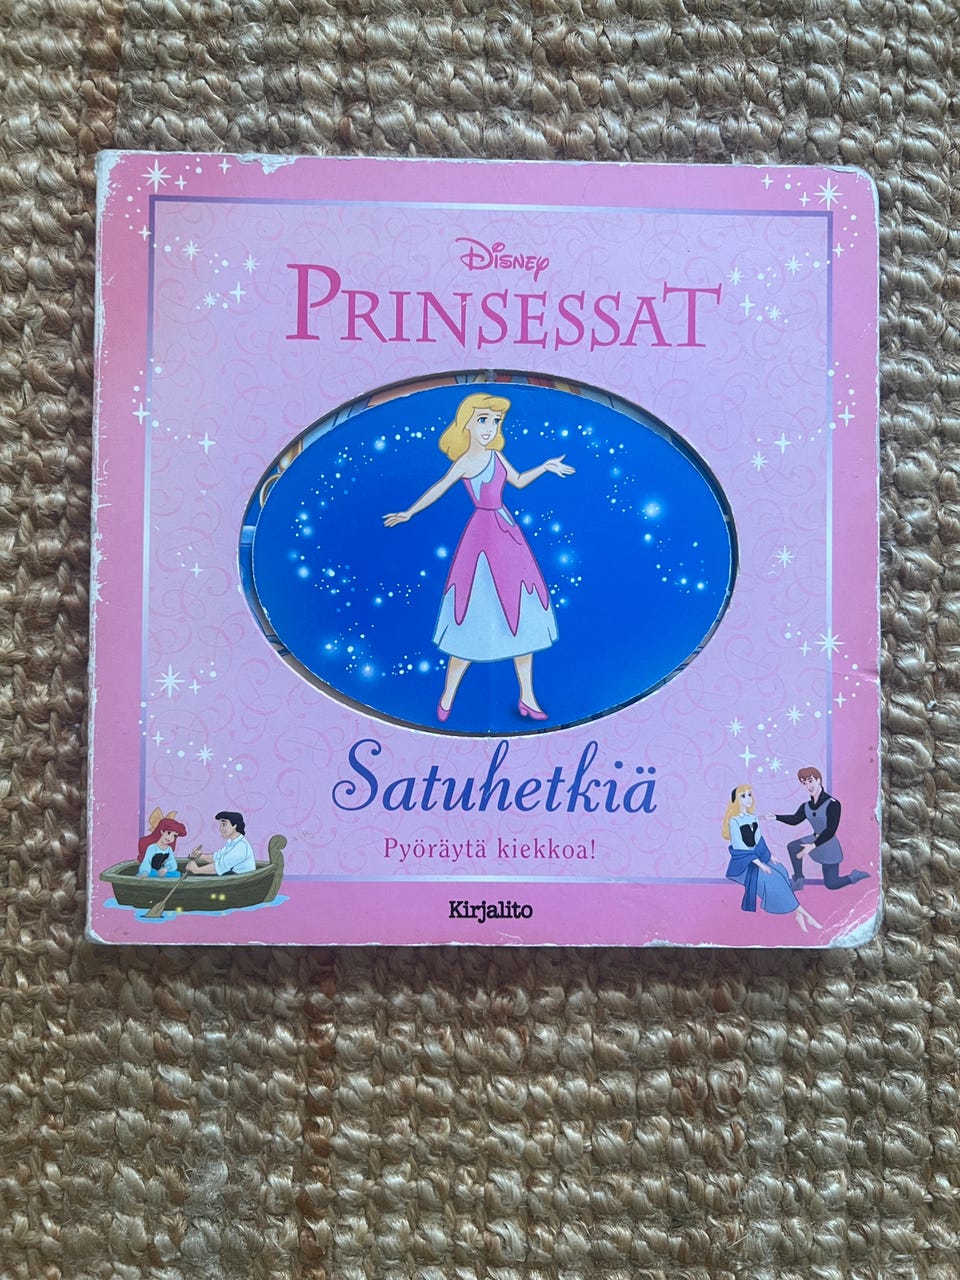 Disney
PRINSESSAT
Satuhetkiä
Pyöräytä kiekkoa!
Kirjalito